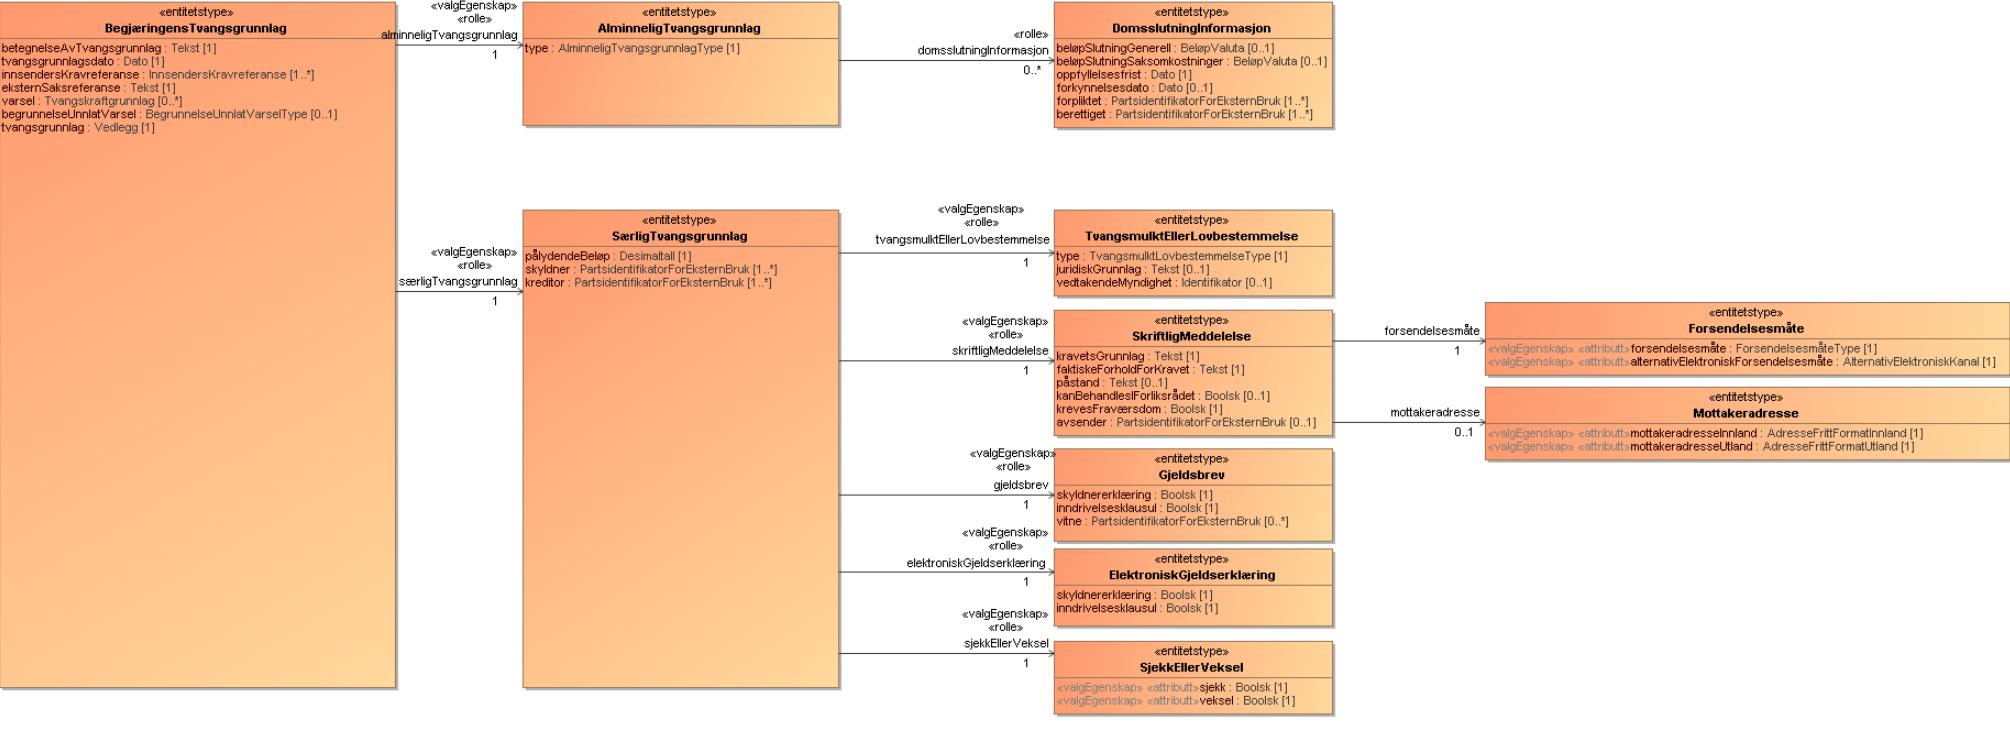 «entitetstype»
BegjæringensTvangsgrunnlag
betegnelseAvTvangsgrunnlag : Tekst [1]
tvangsgrunnlagsdato : Dato [1]
innsendersKravreferanse : InnsendersKravreferanse [1..*]
eksternSaksreferanse : Tekst [1]
varsel : Tvangskraftgrunnlag [0..*]
begrunnelseUnnlatVarsel : BegrunnelseUnnlatVarselType [0..1]
tvangsgrunnlag : Vedlegg [1]
«valgEgenskap»
«rolle»
alminneligTvangsgrunnlag
1
«entitetstype»
AlminneligTvangsgrunnlag
type : AlminneligTvangsgrunnlagType [1]
«rolle»
domsslutningInformasjon
0..*
«entitetstype»
DomsslutningInformasjon
beløpSlutningGenerell : BeløpValuta [0..1]
beløpSlutningSaksomkostninger : BeløpValuta [0..1]
oppfyllelsesfrist : Dato [1]
forkynnelsesdato : Dato [0..1]
forpliktet : PartsidentifikatorForEksternBruk [1..*]
berettiget : PartsidentifikatorForEksternBruk [1..*]
«valgEgenskap»
«rolle»
særligTvangsgrunnlag
1
«entitetstype»
SærligTvangsgrunnlag
pålydendeBeløp : Desimaltall [1]
skyldner : PartsidentifikatorForEksternBruk [1..*]
kreditor : PartsidentifikatorForEksternBruk [1..*]
«valgEgenskap»
«rolle»
tvangsmulktEllerLovbestemmelse
1
«entitetstype»
TvangsmulktEllerLovbestemmelse
type : TvangsmulktLovbestemmelseType [1]
juridiskGrunnlag : Tekst [0..1]
vedtakendeMyndighet : Identifikator [0..1]
«valgEgenskap»
«rolle»
skriftligMeddelelse
1
«entitetstype»
SkriftligMeddelelse
kravetsGrunnlag : Tekst [1]
faktiskeForholdForKravet : Tekst [1]
påstand : Tekst [0..1]
kanBehandlesIForliksrådet : Boolsk [0..1]
krevesFraværsdom : Boolsk [1]
avsender : PartsidentifikatorForEksternBruk [0..1]
forsendelsesmåte
1
«entitetstype»
Forsendelsesmåte
«valgEgenskap» «attributt»forsendelsesmåte : ForsendelsesmåteType [1]
«valgEgenskap» «attributt»alternativElektroniskForsendelsesmåte : AlternativElektroniskKanal [1]
mottakeradresse
0..1
«entitetstype»
Mottakeradresse
«valgEgenskap» «attributt»mottakeradresseInnland : AdresseFrittFormatInnland [1]
«valgEgenskap» «attributt»mottakeradresseUtland : AdresseFrittFormatUtland [1]
«valgEgenskap»
«rolle»
gjeldsbrev
1
«entitetstype»
Gjeldsbrev
skyldnererklæring : Boolsk [1]
inndrivelsesklausul : Boolsk [1]
vitne : PartsidentifikatorForEksternBruk [0..*]
«valgEgenskap»
«rolle»
elektroniskGjeldserklæring
1
«entitetstype»
ElektroniskGjeldserklæring
skyldnererklæring : Boolsk [1]
inndrivelsesklausul : Boolsk [1]
«valgEgenskap»
«rolle»
sjekkEllerVeksel
1
«entitetstype»
SjekkEllerVeksel
«valgEgenskap» «attributt»sjekk : Boolsk [1]
«valgEgenskap» «attributt»veksel : Boolsk [1]